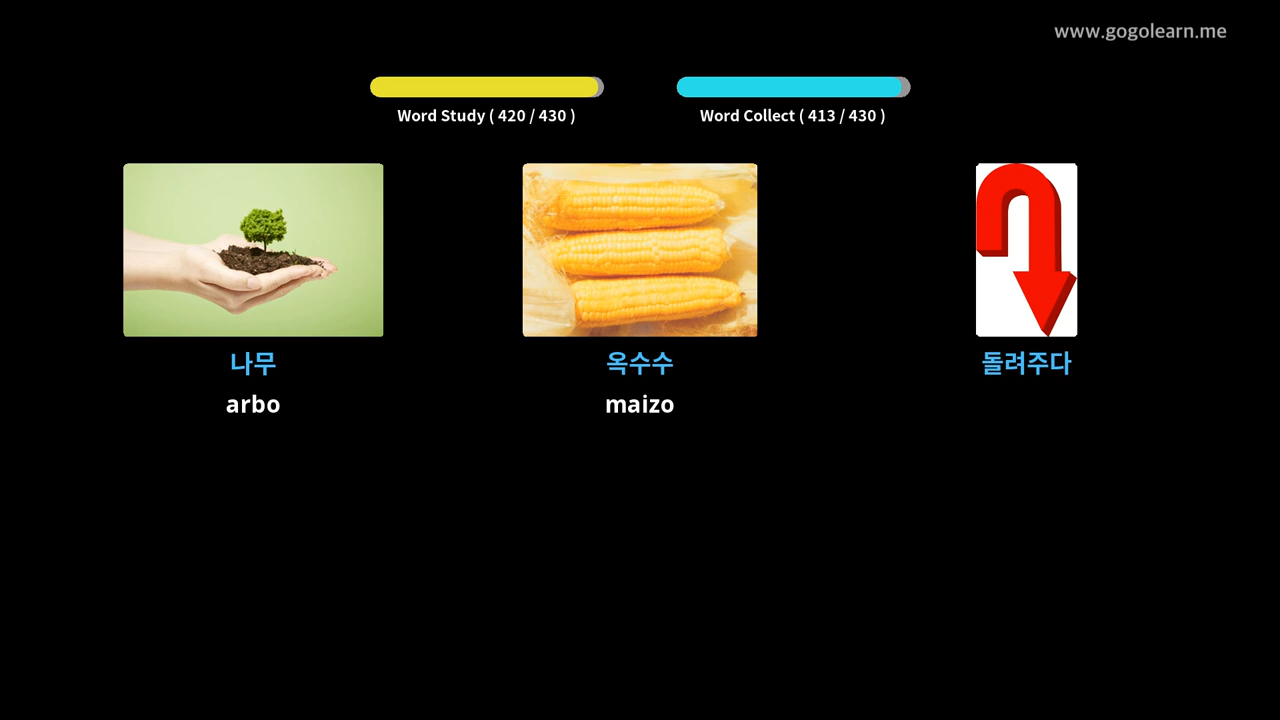 www.gogolearn.me
Word Study ( 420 / 430 )
Word Collect ( 413 / 430 )
나무
옥수수
돌려주다
arbo
maizo